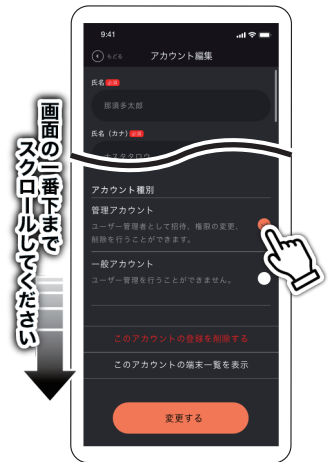 画面の一番下まで
スクロールしてください
9:41
もどる
アカウント編集
氏名 必須
那須多太郎
氏名（カナ） 必須
ナスタタロウ
アカウント種別
管理アカウント
ユーザー管理者として招待、権限の変更、
削除を行うことができます。
一般アカウント
ユーザー管理を行うことができません。
このアカウントの登録を削除する
このアカウントの端末一覧を表示
変更する